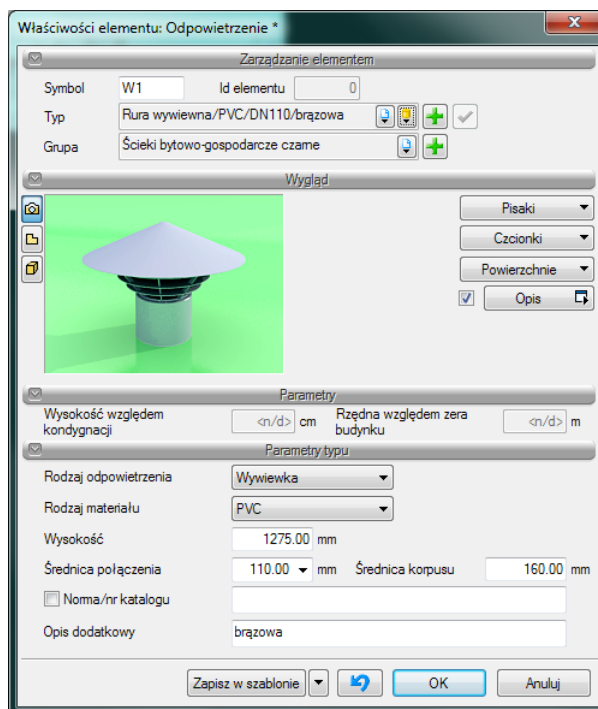 Właściwości elementu: Odpowietrzenie *
Zarządzanie elementem
Symbol W1 Id elementu 0
Typ Rura wywiewna/PVC/DN110/brązowa
Grupa Ścieki bytowo-gospodarcze czarne
Wygląd
Pisaki
Czcionki
Powierzchnie
Opis
Parametry
Wysokość względem kondygnacji <n/d> cm Rzędna względem zera budynku <n/d> m
Parametry typu
Rodzaj odpowietrzenia Wywiewka
Rodzaj materiału PVC
Wysokość 1275.00 mm
Średnica połączenia 110.00 mm Średnica korpusu 160.00 mm
Norma/nr katalogu
Opis dodatkowy brązowa
Zapisz w szablonie OK Anuluj